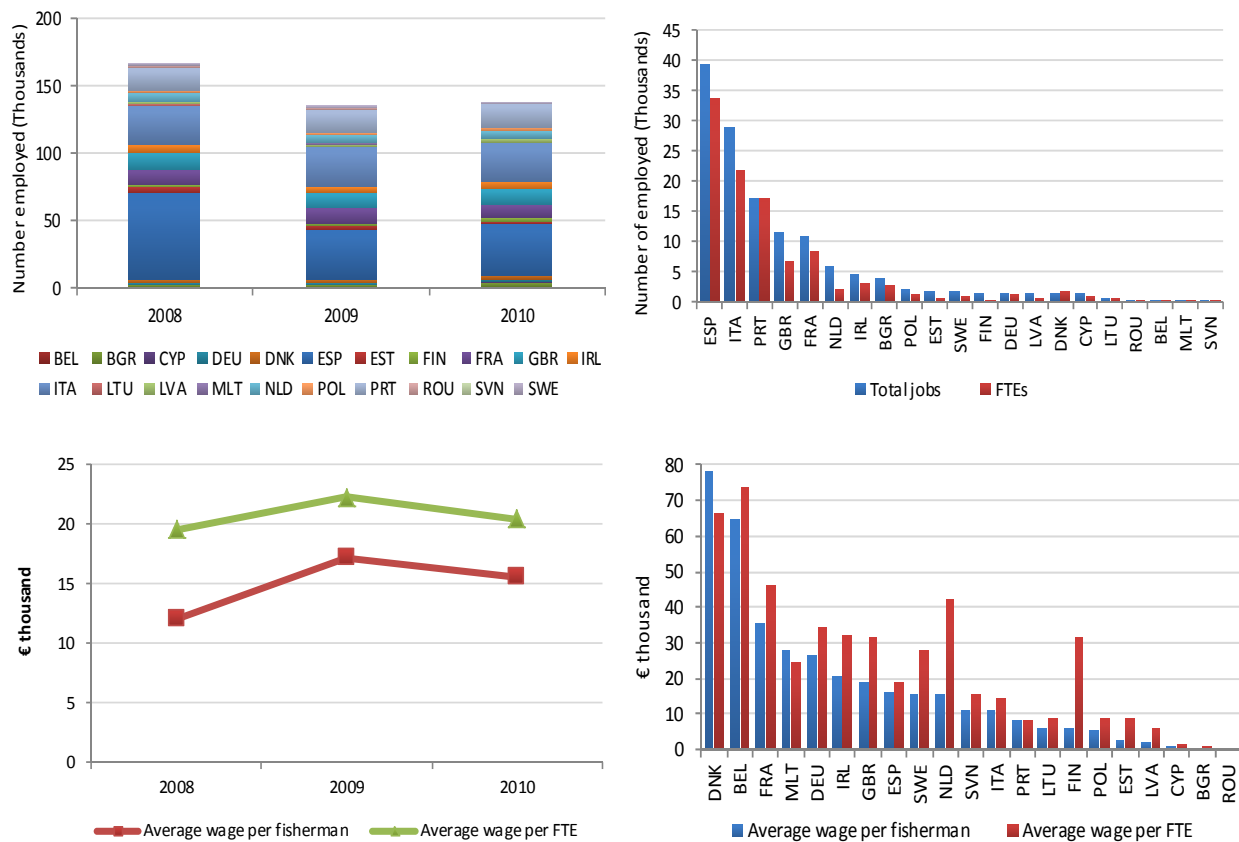 Number employed (Thousands)
200
150
100
50
0
2008 2009 2010
BEL BGR CYP DEU DNK ESP EST FIN FRA GBR IRL
ITA LTU LVA MLT NLD POL PRT ROU SVN SWE
Number of employed (Thousands)
45
40
35
30
25
20
15
10
5
0
ESP ITA PRT GBR FRA NLD IRL BGR POL EST SWE FIN DEU LVA DNK CYP LTU ROU BEL MLT SVN
Total jobs FTEs
€ thousand
25
20
15
10
5
0
2008 2009 2010
Average wage per fisherman Average wage per FTE
€ thousand
80
70
60
50
40
30
20
10
0
DNK BEL FRA MLT DEU IRL GBR ESP SWE NLD SVN ITA PRT LTU FIN POL EST LVA CYP BGR ROU
Average wage per fisherman Average wage per FTE